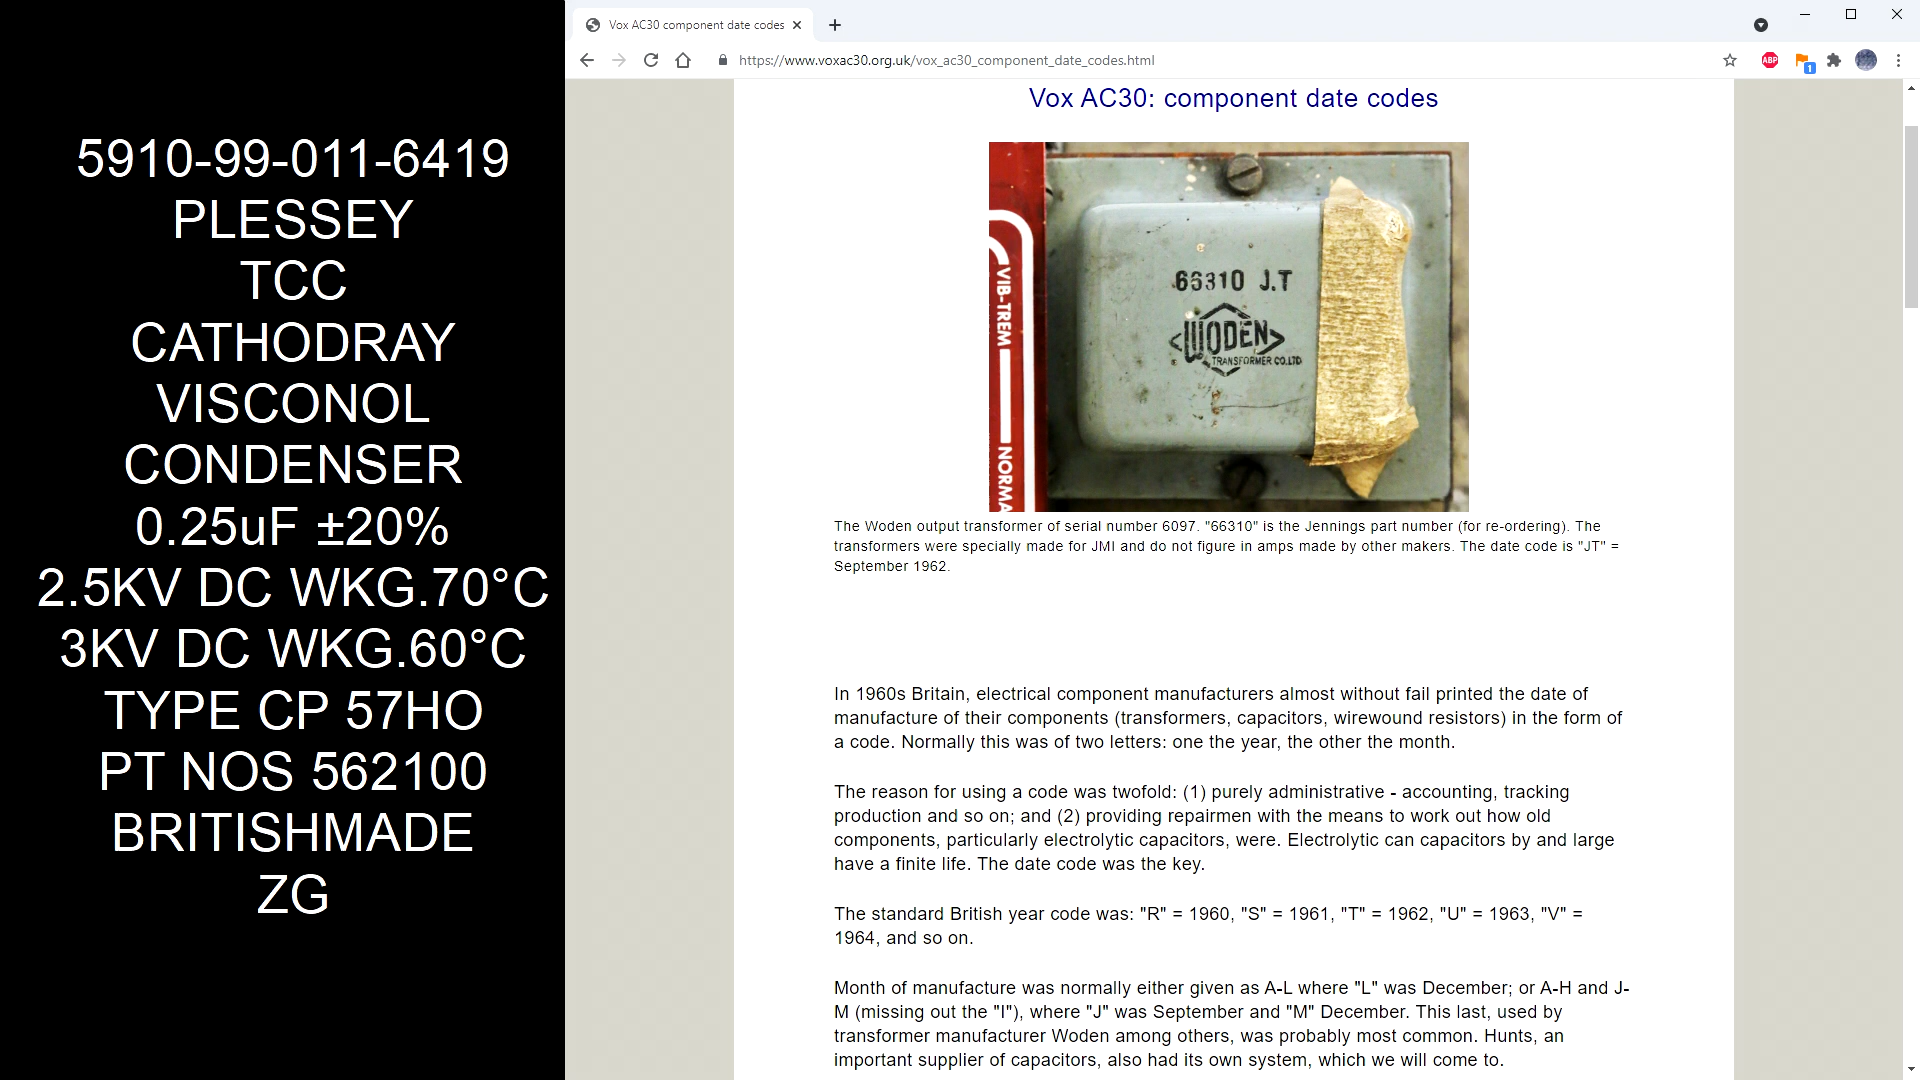 5910-99-011-6419
PLESSEY
TCC
CATHODRAY
VISCONOL
CONDENSER
0.25uF ±20%
2.5KV DC WKG.70°C
3KV DC WKG.60°C
TYPE CP 57HO
PT NOS 562100
BRITISHMADE
ZG
Vox AC30 component date codes
https://www.voxac30.org.uk/vox_ac30_component_date_codes.html
ABP
1
Vox AC30: component date codes
VIB-TREM
NORMA
66310 J.T
WODEN
TRANSFORMER CO.LTD
The Woden output transformer of serial number 6097. "66310" is the Jennings part number (for re-ordering). The
transformers were specially made for JMI and do not figure in amps made by other makers. The date code is "JT" =
September 1962.
In 1960s Britain, electrical component manufacturers almost without fail printed the date of
manufacture of their components (transformers, capacitors, wirewound resistors) in the form of
a code. Normally this was of two letters: one the year, the other the month.
The reason for using a code was twofold: (1) purely administrative - accounting, tracking
production and so on; and (2) providing repairmen with the means to work out how old
components, particularly electrolytic capacitors, were. Electrolytic can capacitors by and large
have a finite life. The date code was the key.
The standard British year code was: "R" = 1960, "S" = 1961, "T" = 1962, "U" = 1963, "V" =
1964, and so on.
Month of manufacture was normally either given as A-L where "L" was December; or A-H and J-
M (missing out the "I"), where "J" was September and "M" December. This last, used by
transformer manufacturer Woden among others, was probably most common. Hunts, an
important supplier of capacitors, also had its own system, which we will come to.